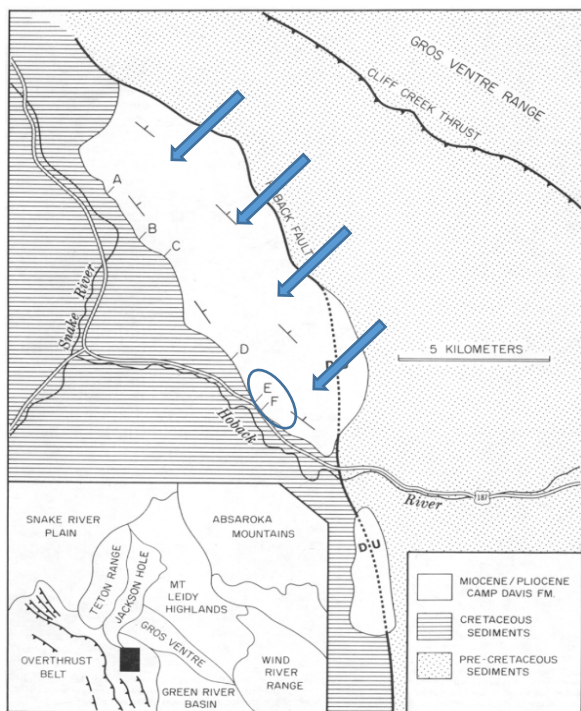 GROS VENTRE RANGE
CLIFF CREEK THRUST
A
BACK FAULT
B
C
Snake River
5 KILOMETERS
D
D
U
E
F
Hoback
River
187
D
U
SNAKE RIVER
PLAIN
ABSAROKA
MOUNTAINS
TETON RANGE
JACKSON HOLE
MT
LEIDY
HIGHLANDS
GROS VENTRE
OVERTHRUST
BELT
WIND
RIVER
RANGE
GREEN RIVER
BASIN
MIOCENE/PLIOCENE
CAMP DAVIS FM.
CRETACEOUS
SEDIMENTS
PRE-CRETACEOUS
SEDIMENTS